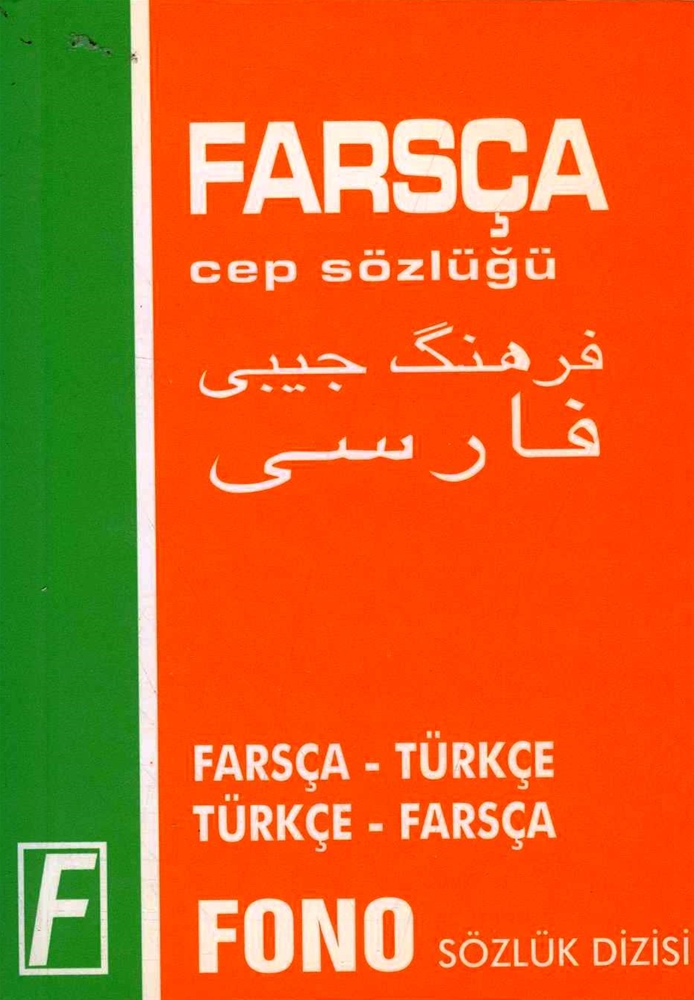 FARSÇA
cep sözlüğü
فرهنگ جیبی
فارسی
FARSÇA - TÜRKÇE
TÜRKÇE - FARSÇA
F
FONO SÖZLÜK DİZİSİ